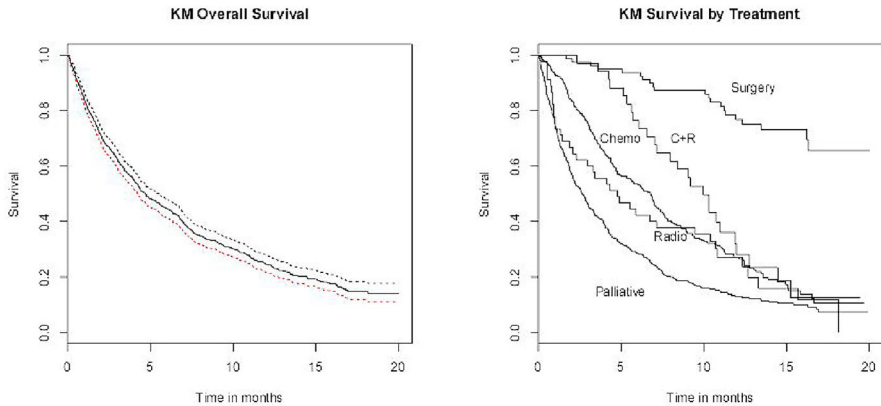 KM Overall Survival
Survival
1.0
0.8
0.6
0.4
0.2
0.0
0 5 10 15 20
Time in months
KM Survival by Treatment
Survival
1.0
0.8
0.6
0.4
0.2
0.0
Surgery
Chemo
C+R
Radio
Palliative
0 5 10 15 20
Time in months